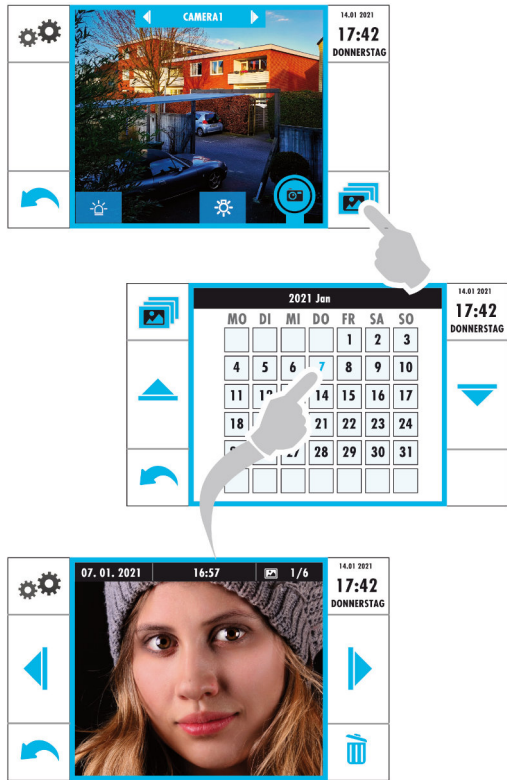 CAMERA1
14.01 2021
17:42
DONNERSTAG
2021 Jan
MO DI MI DO FR SA SO
1 2 3
4 5 6 7 8 9 10
11 14 15 16 17
18 21 22 23 24
27 28 29 30 31
14.01 2021
17:42
DONNERSTAG
07. 01. 2021 16:57 1/6
14.01 2021
17:42
DONNERSTAG